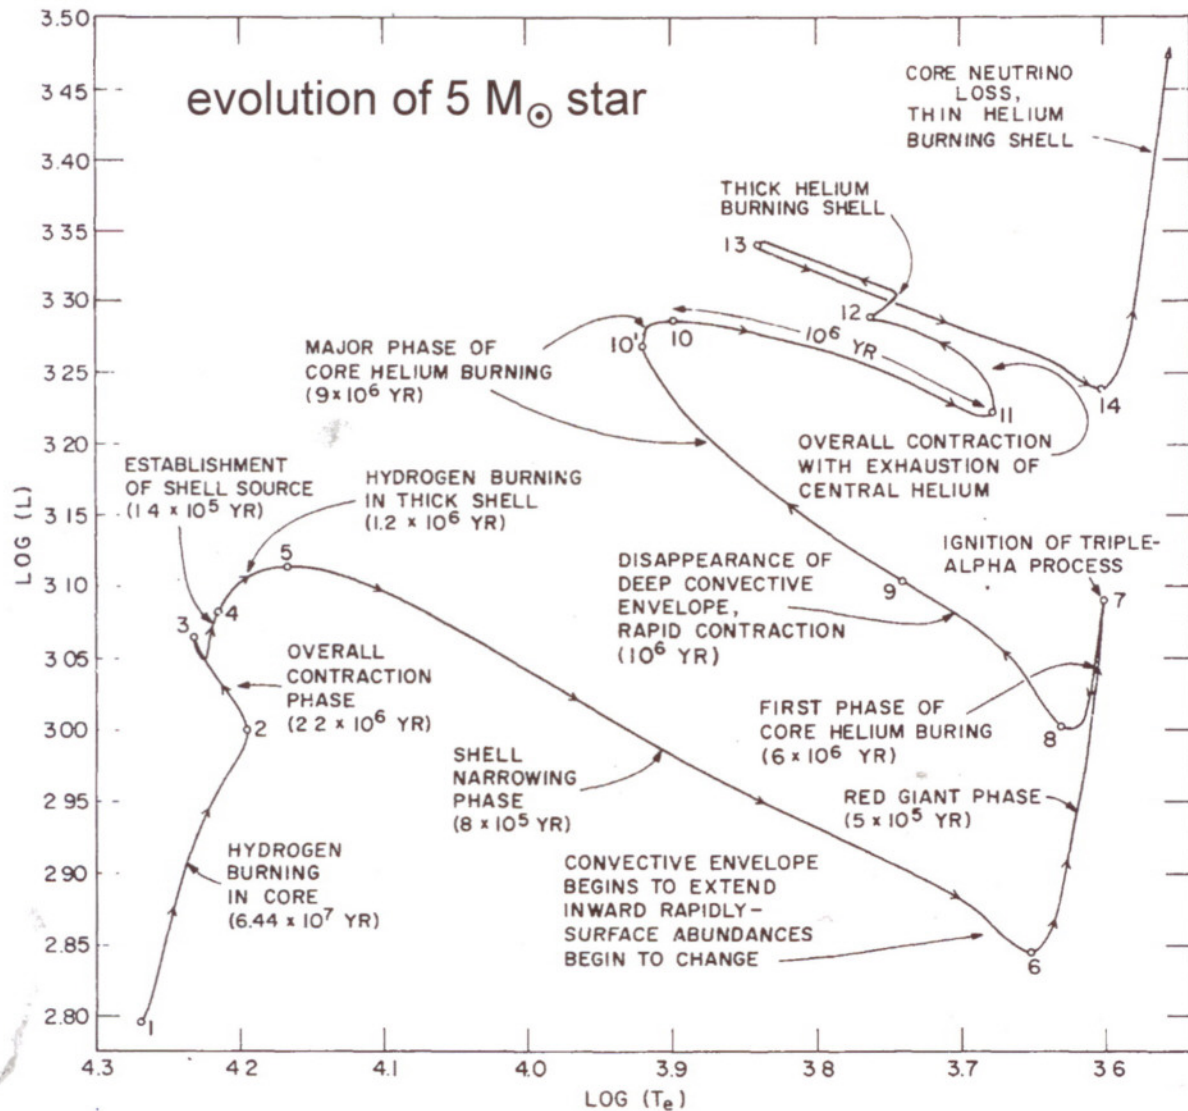 evolution of 5 M☉ star
3.50
3.45
3.40
3.35
3.30
3.25
3.20
3.15
3.10
3.05
3.00
2.95
2.90
2.85
2.80
LOG (L)
4.3
4.2
4.1
4.0
3.9
3.8
3.7
3.6
LOG (Te)
CORE NEUTRINO
LOSS,
THIN HELIUM
BURNING SHELL
THICK HELIUM
BURNING SHELL
13
12
10
10'
10⁶ YR
11
14
MAJOR PHASE OF
CORE HELIUM BURNING
(9 × 10⁶ YR)
OVERALL CONTRACTION
WITH EXHAUSTION OF
CENTRAL HELIUM
ESTABLISHMENT
OF SHELL SOURCE
(1.4 × 10⁵ YR)
HYDROGEN BURNING
IN THICK SHELL
(1.2 × 10⁶ YR)
5
4
3
OVERALL
CONTRACTION
PHASE
(2.2 × 10⁶ YR)
2
DISAPPEARANCE OF
DEEP CONVECTIVE
ENVELOPE,
RAPID CONTRACTION
(10⁶ YR)
9
IGNITION OF TRIPLE-
ALPHA PROCESS
7
FIRST PHASE OF
CORE HELIUM BURING
(6 × 10⁶ YR)
8
SHELL
NARROWING
PHASE
(8 × 10⁵ YR)
RED GIANT PHASE
(5 × 10⁵ YR)
HYDROGEN
BURNING
IN CORE
(6.44 × 10⁷ YR)
CONVECTIVE ENVELOPE
BEGINS TO EXTEND
INWARD RAPIDLY–
SURFACE ABUNDANCES
BEGIN TO CHANGE
6
1